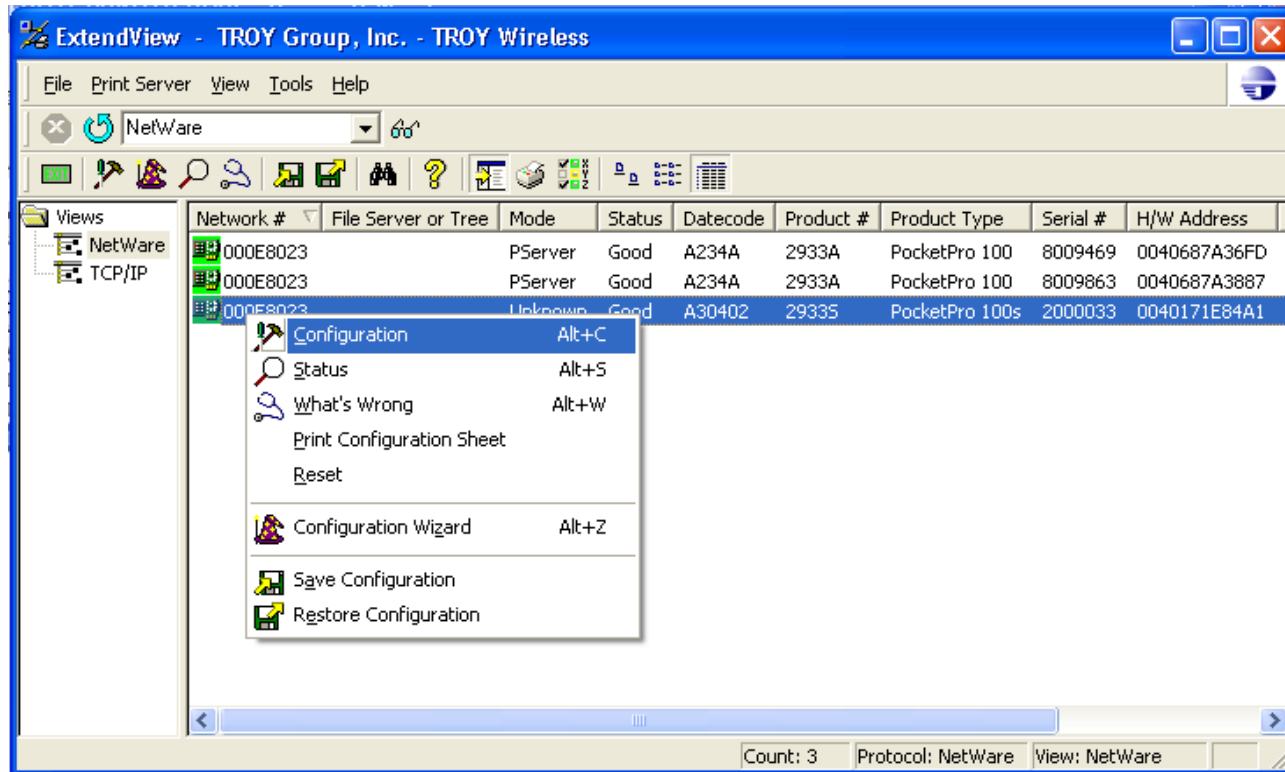 ExtendView - TROY Group, Inc. - TROY Wireless
File Print Server View Tools Help
NetWare
EXIT
Views
NetWare
TCP/IP
Network # File Server or Tree Mode Status Datecode Product # Product Type Serial # H/W Address
000E8023 PServer Good A234A 2933A PocketPro 100 8009469 0040687A36FD
000E8023 PServer Good A234A 2933A PocketPro 100 8009863 0040687A3887
000E8023 Unknown Good A30402 2933S PocketPro 100s 2000033 0040171E84A1
Configuration Alt+C
Status Alt+S
What's Wrong Alt+W
Print Configuration Sheet
Reset
Configuration Wizard Alt+Z
Save Configuration
Restore Configuration
Count: 3 Protocol: NetWare View: NetWare